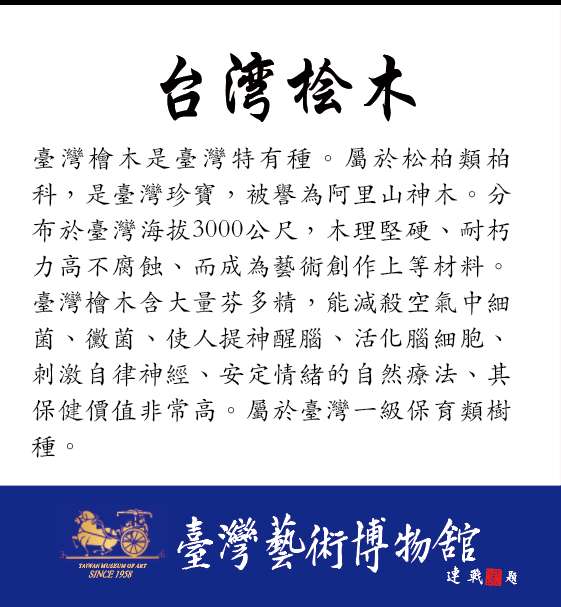 台湾桧木
臺灣檜木是臺灣特有種。屬於松柏類柏
科，是臺灣珍寶，被譽為阿里山神木。分
布於臺灣海拔3000公尺，木理堅硬、耐朽
力高不腐蝕、而成為藝術創作上等材料。
臺灣檜木含大量芬多精，能減殺空氣中細
菌、黴菌、使人提神醒腦、活化腦細胞、
刺激自律神經、安定情緒的自然療法、其
保健價值非常高。屬於臺灣一級保育類樹
種。
臺灣藝術博物館
TAIWAN MUSEUM OF ART
SINCE 1958
連戰 題